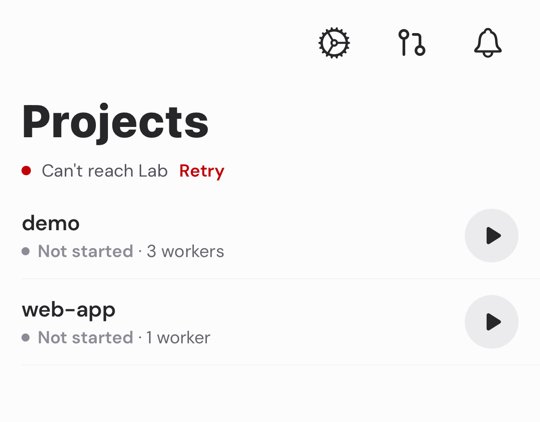 Projects
Can't reach Lab Retry
demo
Not started · 3 workers
web-app
Not started · 1 worker